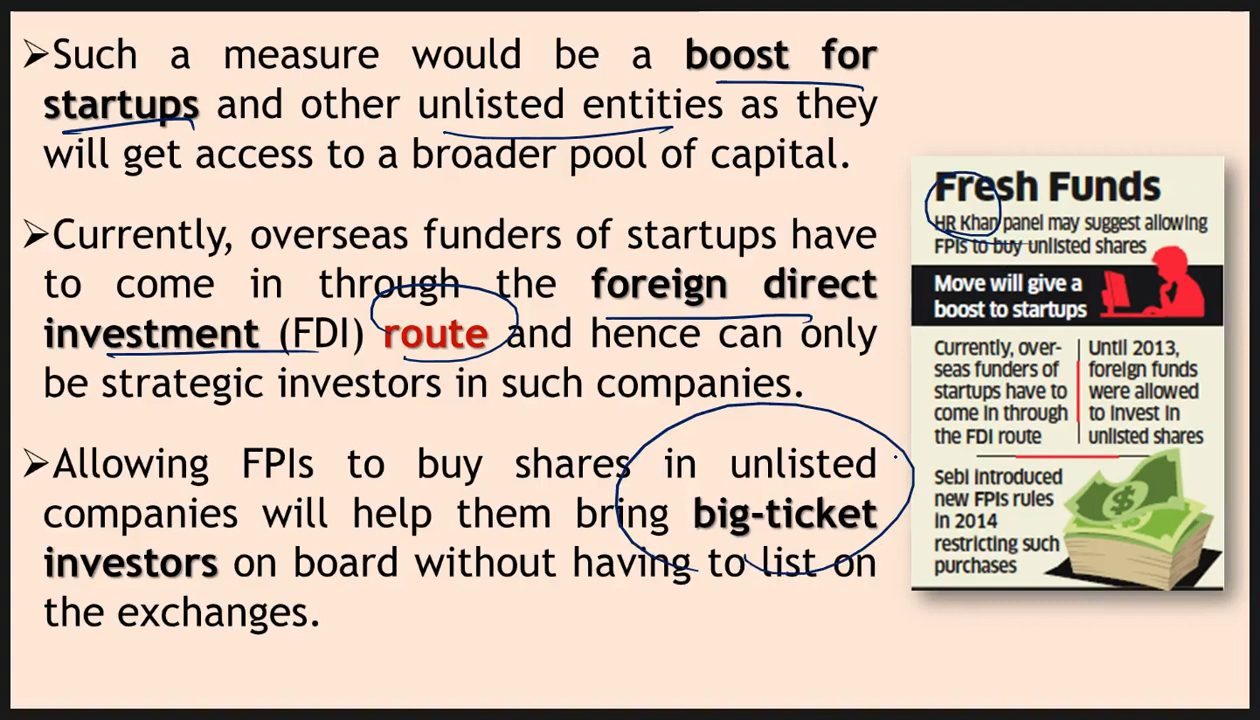 ➢Such a measure would be a boost for
startups and other unlisted entities as they
will get access to a broader pool of capital.
➢Currently, overseas funders of startups have
to come in through the foreign direct
investment (FDI) route and hence can only
be strategic investors in such companies.
➢Allowing FPIs to buy shares in unlisted
companies will help them bring big-ticket
investors on board without having to list on
the exchanges.
Fresh Funds
HR Khan panel may suggest allowing
FPIs to buy unlisted shares
Move will give a
boost to startups
Currently, over-
seas funders of
startups have to
come in through
the FDI route
Until 2013,
foreign funds
were allowed
to invest in
unlisted shares
Sebi introduced
new FPIs rules
in 2014
restricting such
purchases